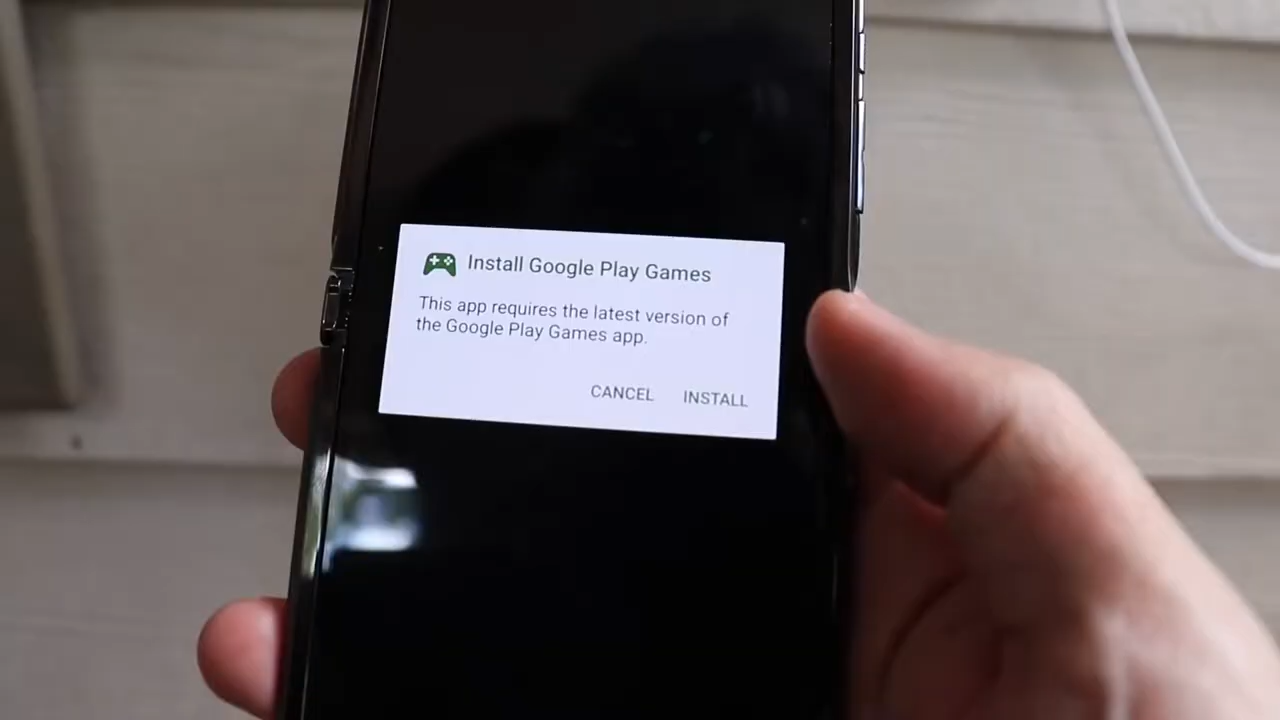 Install Google Play Games
This app requires the latest version of
the Google Play Games app.
CANCEL INSTALL